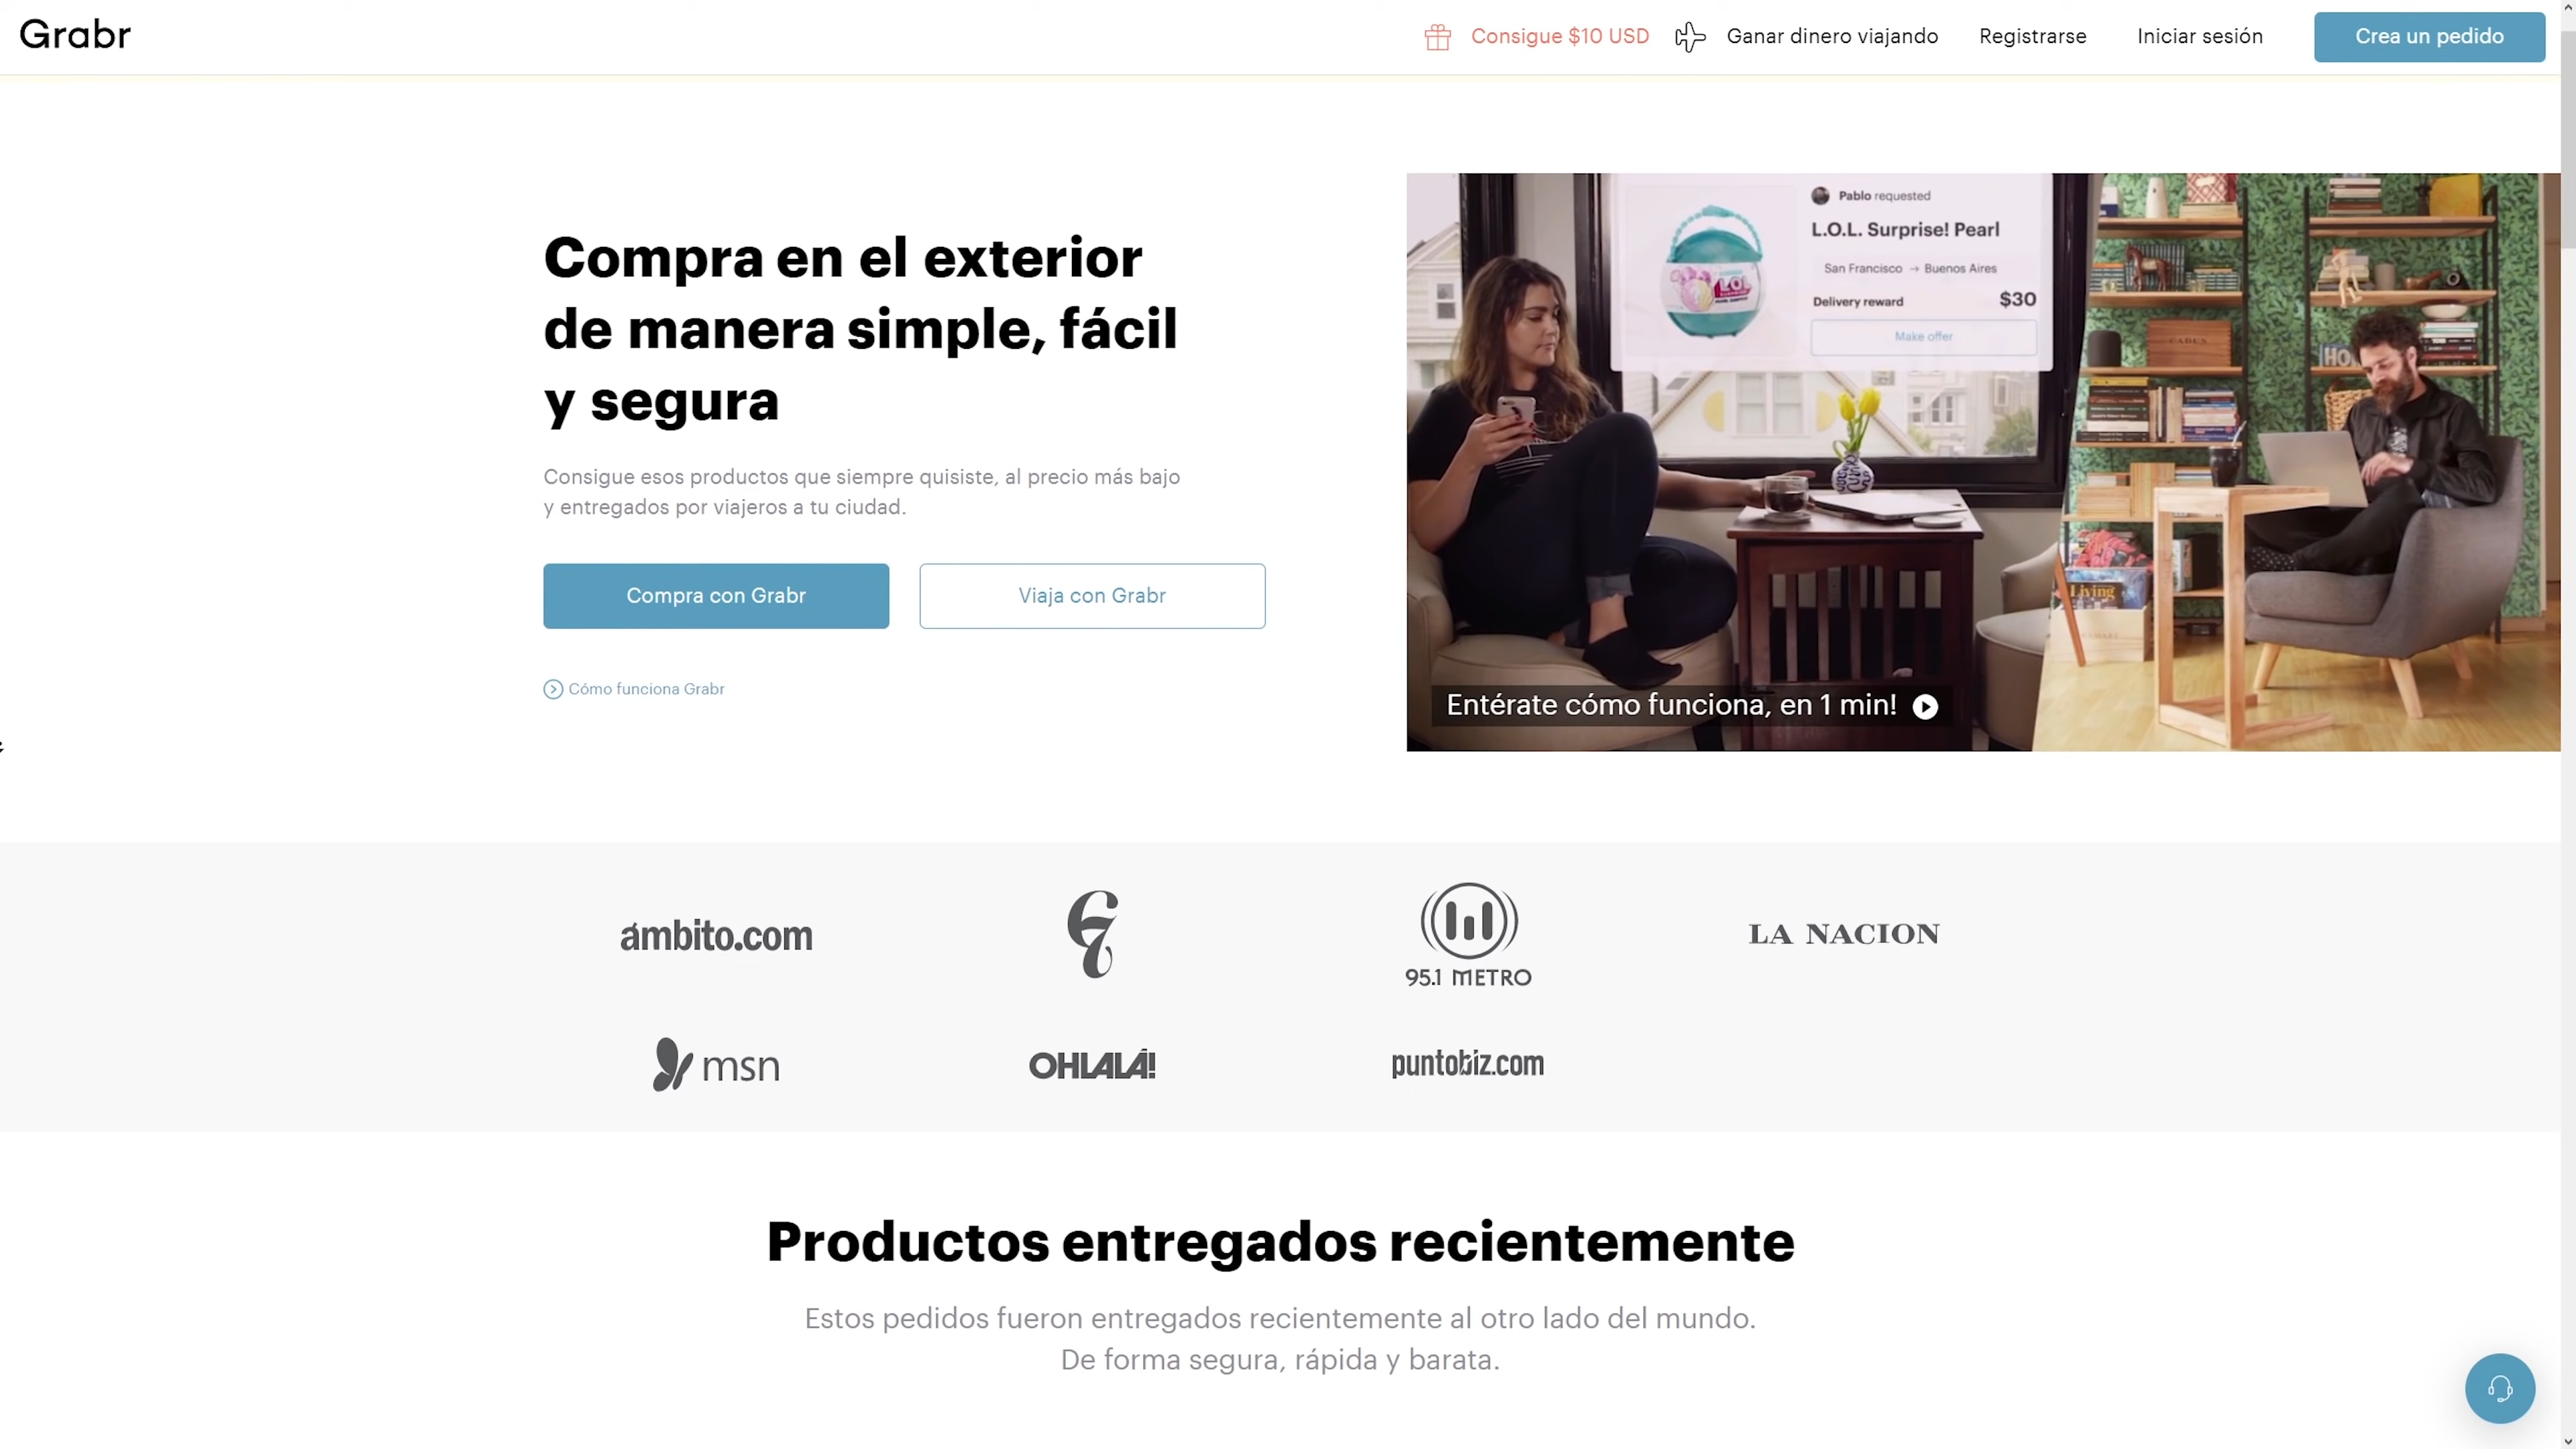 Grabr
Consigue $10 USD
Ganar dinero viajando
Registrarse
Iniciar sesión
Crea un pedido
Compra en el exterior
de manera simple, fácil
y segura
Consigue esos productos que siempre quisiste, al precio más bajo
y entregados por viajeros a tu ciudad.
Compra con Grabr
Viaja con Grabr
Cómo funciona Grabr
Pablo requested
L.O.L. Surprise! Pearl
San Francisco → Buenos Aires
Delivery reward $30
Make offer
LOL
Living
Entérate cómo funciona, en 1 min!
ámbito.com
95.1 METRO
LA NACION
msn
OHLALÁ!
puntobiz.com
Productos entregados recientemente
Estos pedidos fueron entregados recientemente al otro lado del mundo.
De forma segura, rápida y barata.